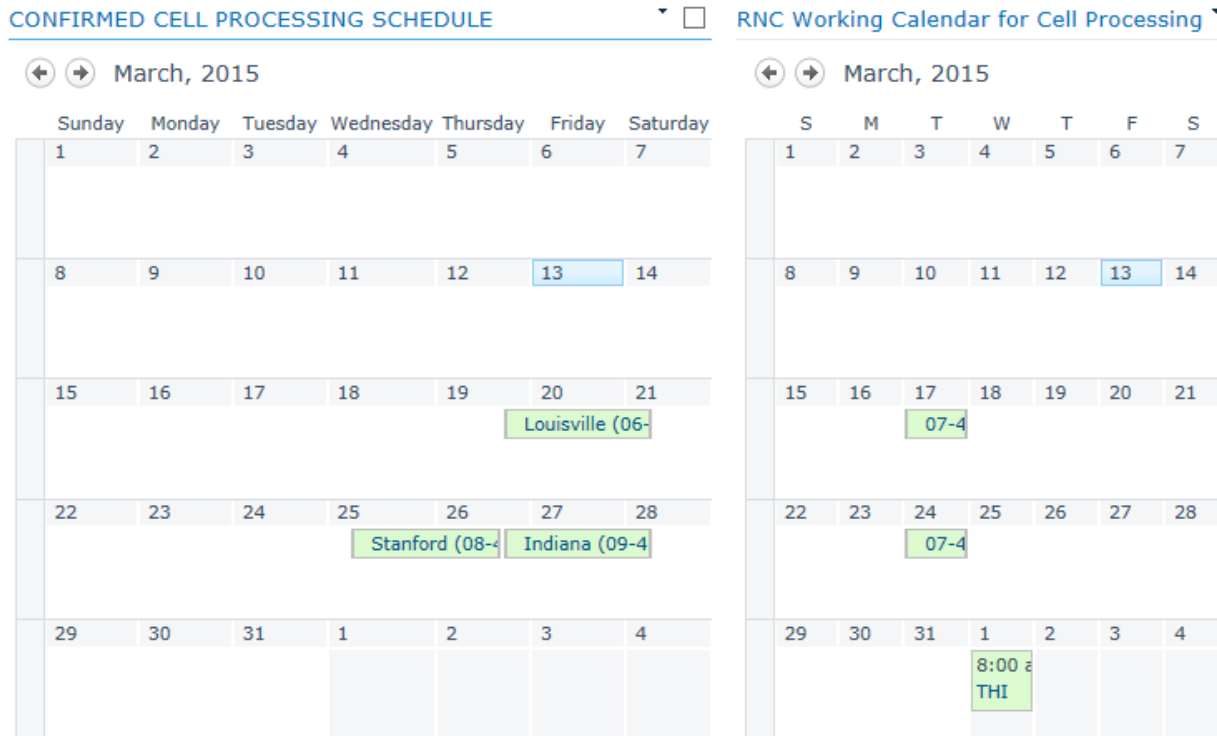 CONFIRMED CELL PROCESSING SCHEDULE
March, 2015
Sunday Monday Tuesday Wednesday Thursday Friday Saturday
1 2 3 4 5 6 7
8 9 10 11 12 13 14
15 16 17 18 19 20 21
Louisville (06-
22 23 24 25 26 27 28
Stanford (08-4 Indiana (09-4
29 30 31 1 2 3 4
RNC Working Calendar for Cell Processing
March, 2015
S M T W T F S
1 2 3 4 5 6 7
8 9 10 11 12 13 14
15 16 17 18 19 20 21
07-4
22 23 24 25 26 27 28
07-4
29 30 31 1 2 3 4
8:00 a
THI